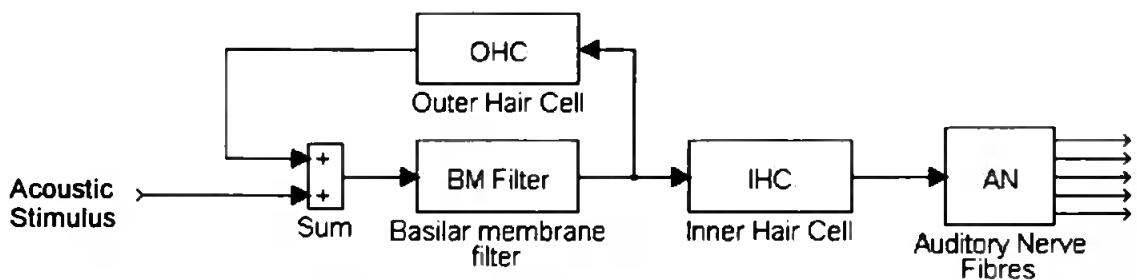 OHC
Outer Hair Cell
+
+
Acoustic
Stimulus
Sum
BM Filter
Basilar membrane
filter
IHC
Inner Hair Cell
AN
Auditory Nerve
Fibres